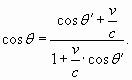 cos θ = (cos θ′ + v/c) / (1 + v/c · cos θ′).